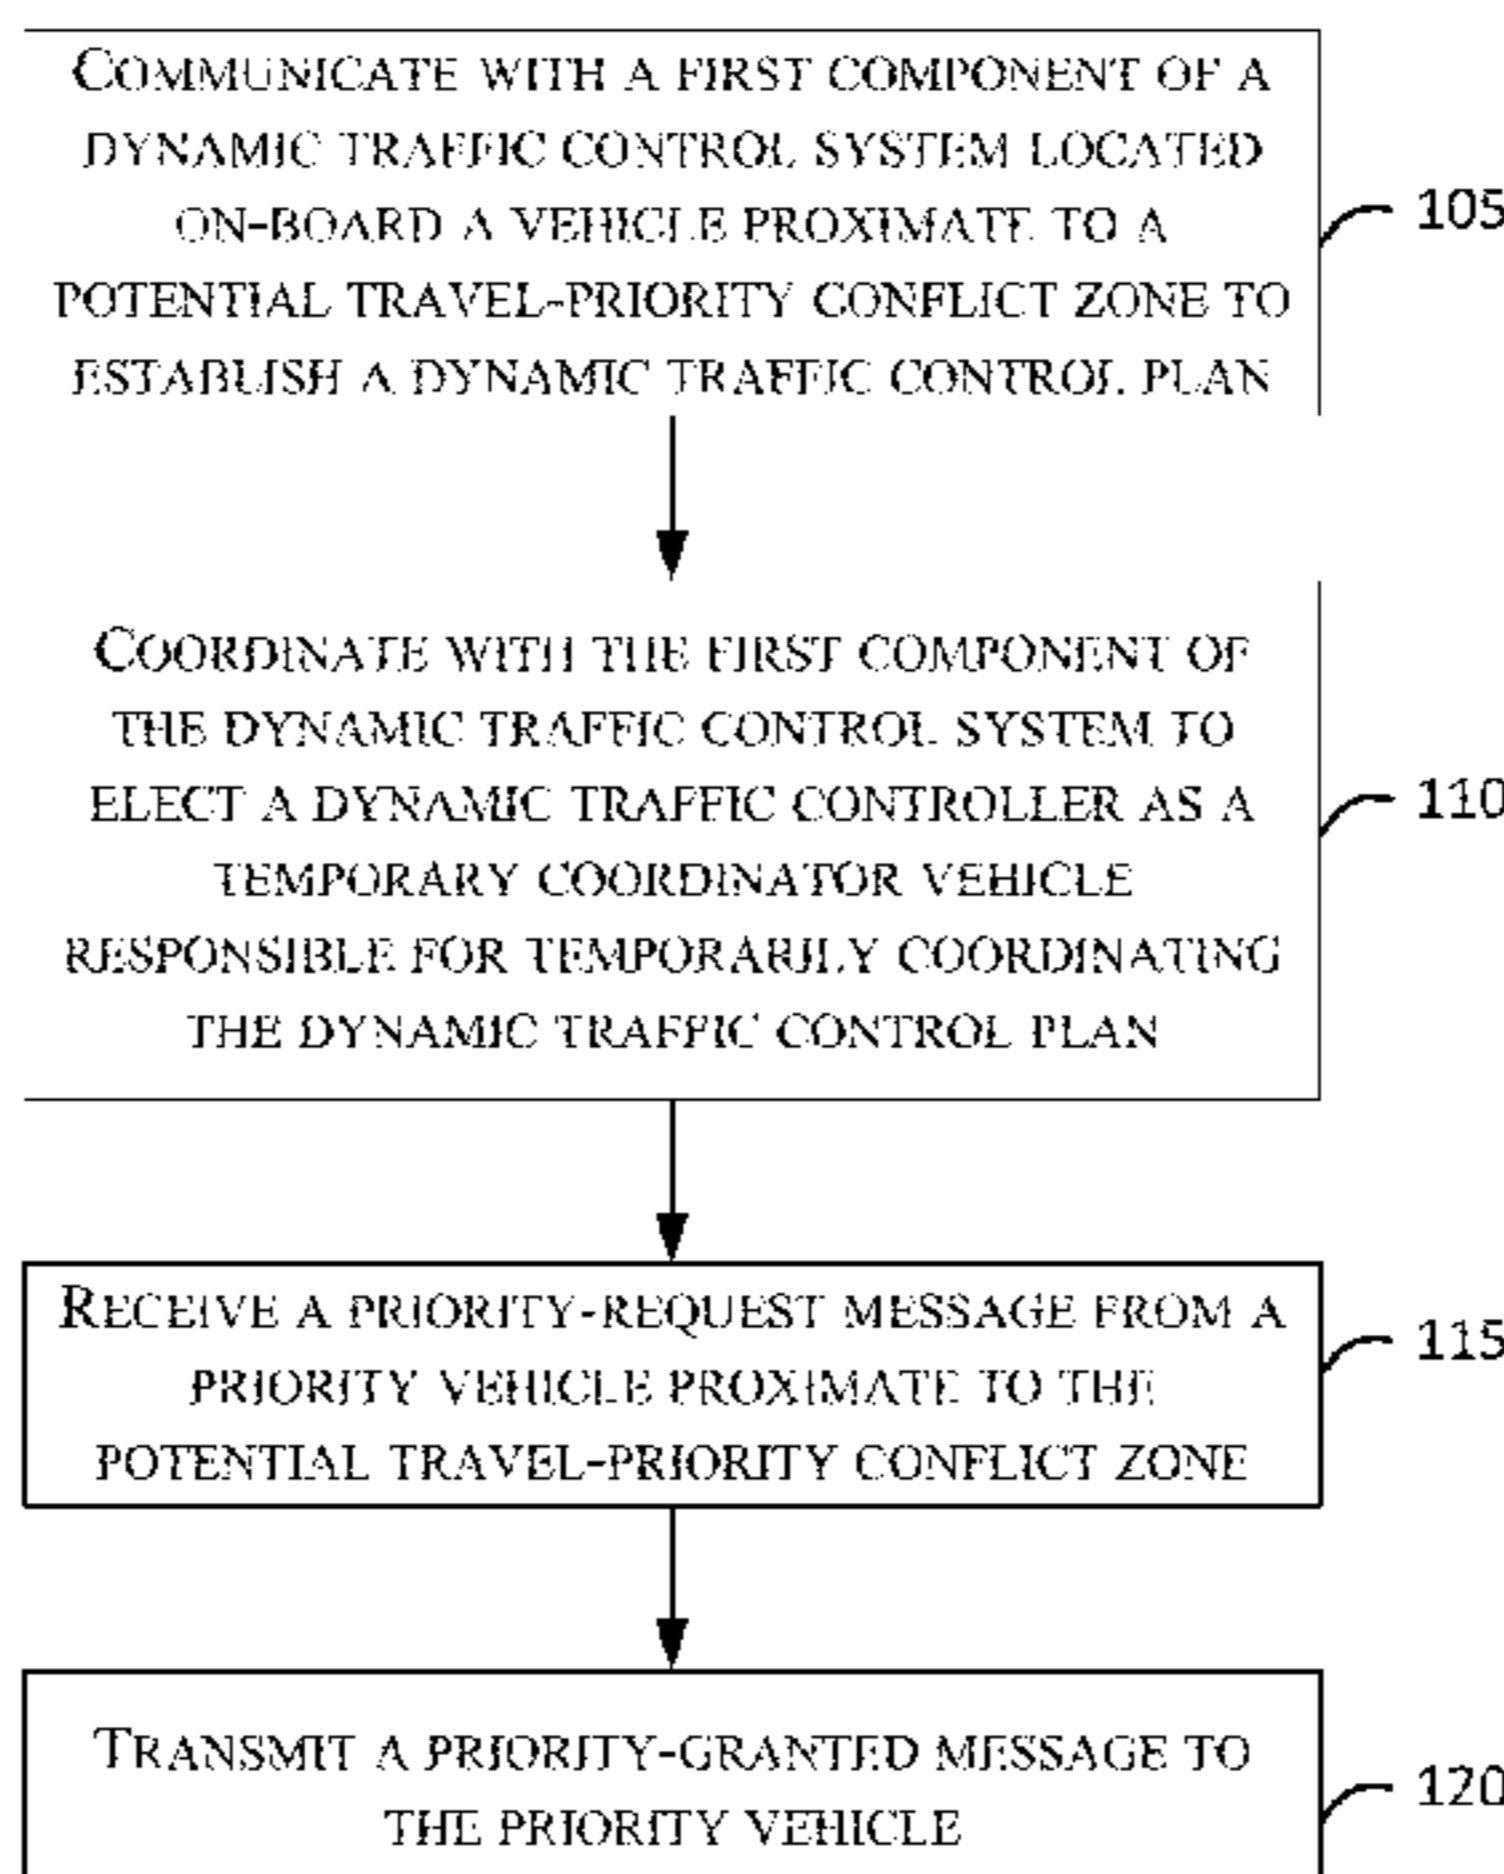 COMMUNICATE WITH A FIRST COMPONENT OF A
DYNAMIC TRAFFIC CONTROL SYSTEM LOCATED
ON-BOARD A VEHICLE PROXIMATE TO A
POTENTIAL TRAVEL-PRIORITY CONFLICT ZONE TO
ESTABLISH A DYNAMIC TRAFFIC CONTROL PLAN
105
COORDINATE WITH THE FIRST COMPONENT OF
THE DYNAMIC TRAFFIC CONTROL SYSTEM TO
ELECT A DYNAMIC TRAFFIC CONTROLLER AS A
TEMPORARY COORDINATOR VEHICLE
RESPONSIBLE FOR TEMPORARILY COORDINATING
THE DYNAMIC TRAFFIC CONTROL PLAN
110
RECEIVE A PRIORITY-REQUEST MESSAGE FROM A
PRIORITY VEHICLE PROXIMATE TO THE
POTENTIAL TRAVEL-PRIORITY CONFLICT ZONE
115
TRANSMIT A PRIORITY-GRANTED MESSAGE TO
THE PRIORITY VEHICLE
120